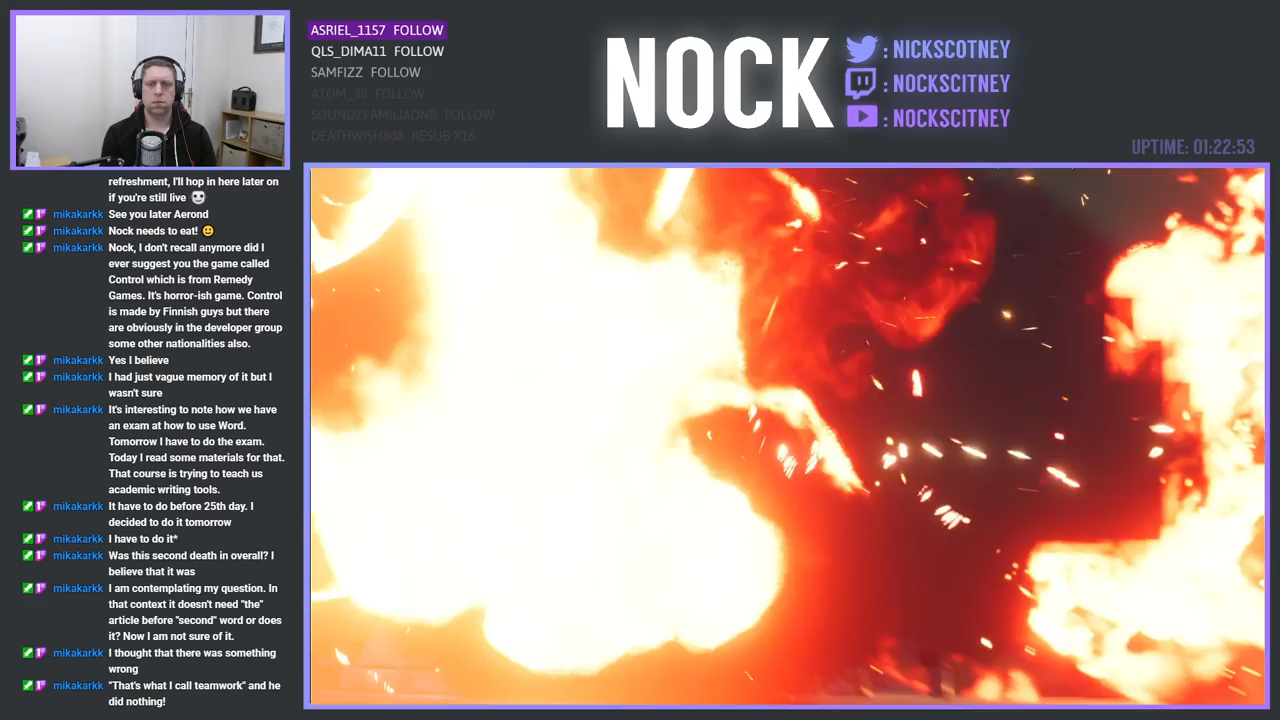 ASRIEL_1157 FOLLOW
QLS_DIMA11 FOLLOW
SAMFIZZ FOLLOW
ATOM_38 FOLLOW
SOUNDZFAMILIADNB FOLLOW
DEATHWISH808 RESUB X16
NOCK
: NICKSCOTNEY
: NOCKSCITNEY
: NOCKSCITNEY
UPTIME: 01:22:53
refreshment, I'll hop in here later on
if you're still live
mikakarkk See you later Aerond
mikakarkk Nock needs to eat!
mikakarkk Nock, I don't recall anymore did I
ever suggest you the game called
Control which is from Remedy
Games. It's horror-ish game. Control
is made by Finnish guys but there
are obviously in the developer group
some other nationalities also.
mikakarkk Yes I believe
mikakarkk I had just vague memory of it but I
wasn't sure
mikakarkk It's interesting to note how we have
an exam at how to use Word.
Tomorrow I have to do the exam.
Today I read some materials for that.
That course is trying to teach us
academic writing tools.
mikakarkk It have to do before 25th day. I
decided to do it tomorrow
mikakarkk I have to do it*
mikakarkk Was this second death in overall? I
believe that it was
mikakarkk I am contemplating my question. In
that context it doesn't need "the"
article before "second" word or does
it? Now I am not sure of it.
mikakarkk I thought that there was something
wrong
mikakarkk "That's what I call teamwork" and he
did nothing!